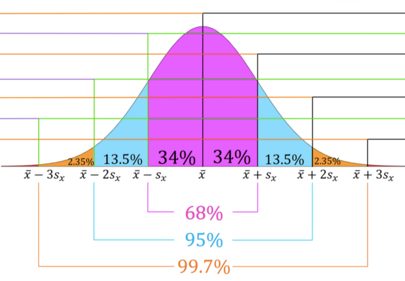 2.35% 13.5% 34% 34% 13.5% 2.35%
x̄ − 3sₓ x̄ − 2sₓ x̄ − sₓ x̄ x̄ + sₓ x̄ + 2sₓ x̄ + 3sₓ
68%
95%
99.7%